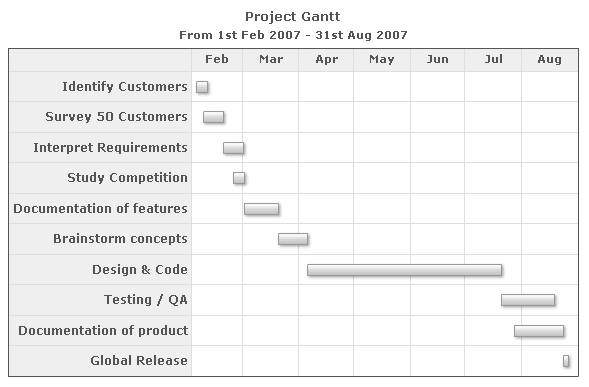 Project Gantt
From 1st Feb 2007 - 31st Aug 2007
Feb Mar Apr May Jun Jul Aug
Identify Customers
Survey 50 Customers
Interpret Requirements
Study Competition
Documentation of features
Brainstorm concepts
Design & Code
Testing / QA
Documentation of product
Global Release